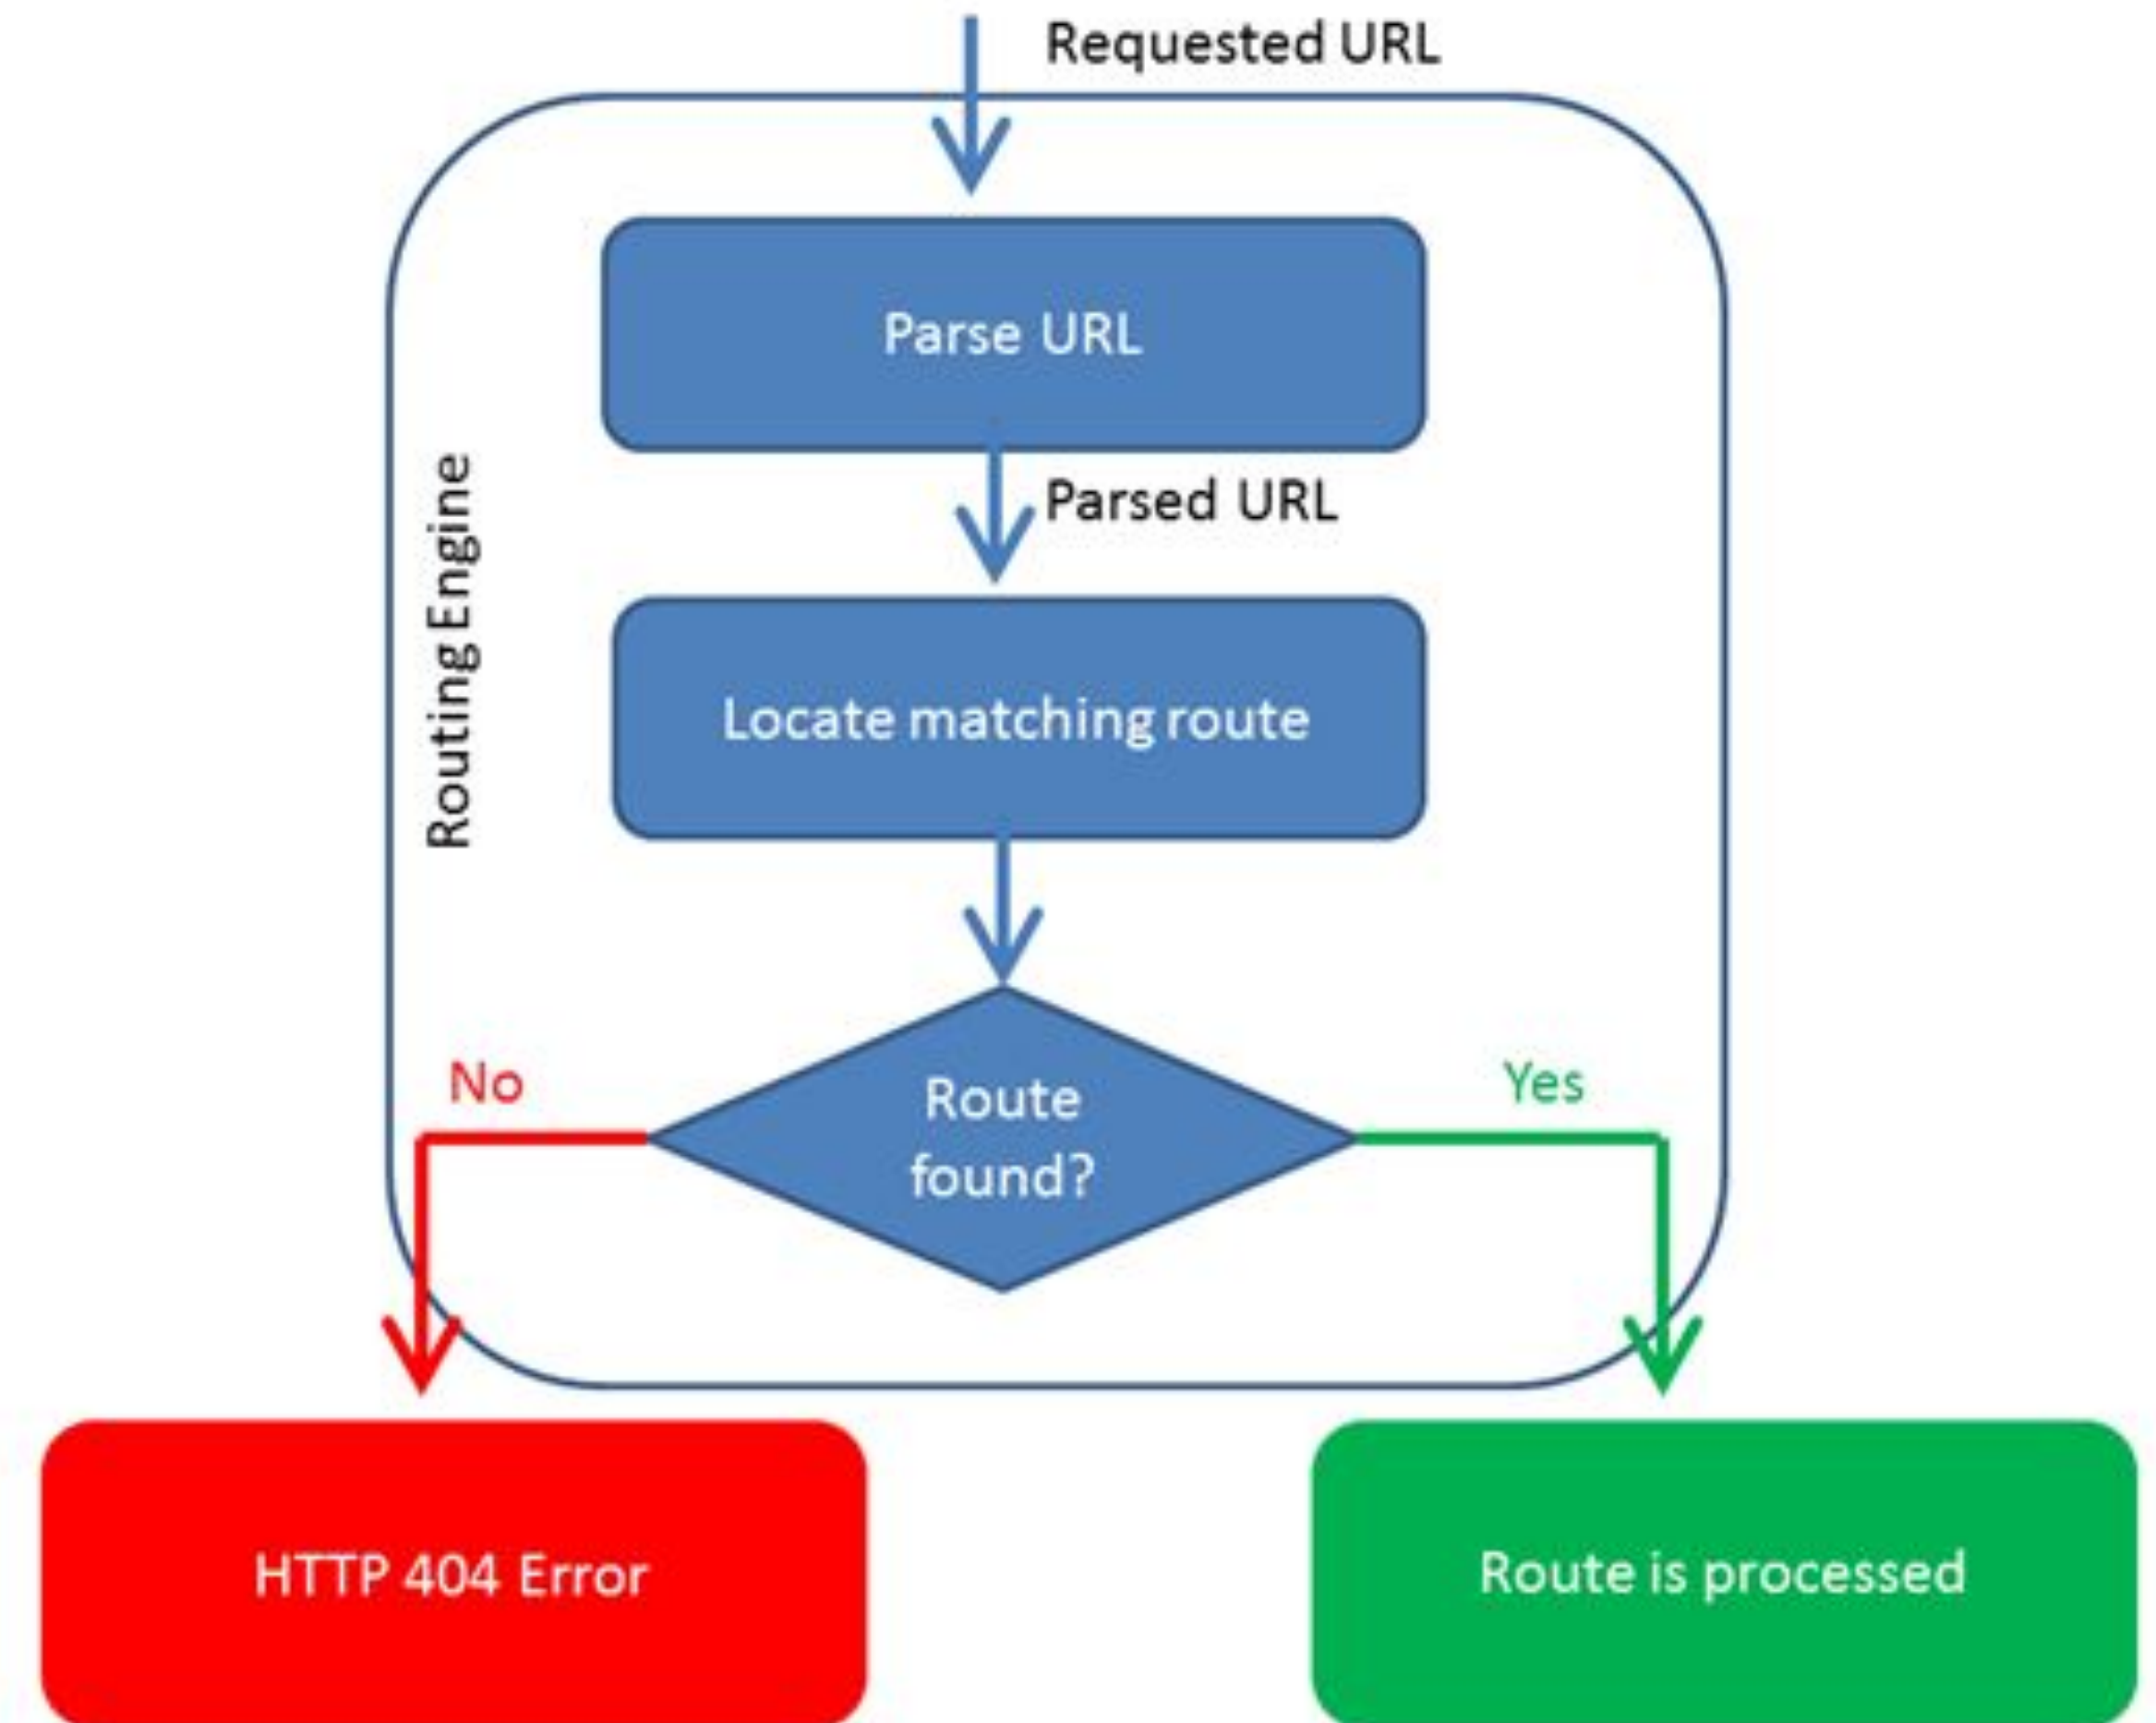 Requested URL
Parse URL
Parsed URL
Routing Engine
Locate matching route
No
Route
found?
Yes
HTTP 404 Error
Route is processed